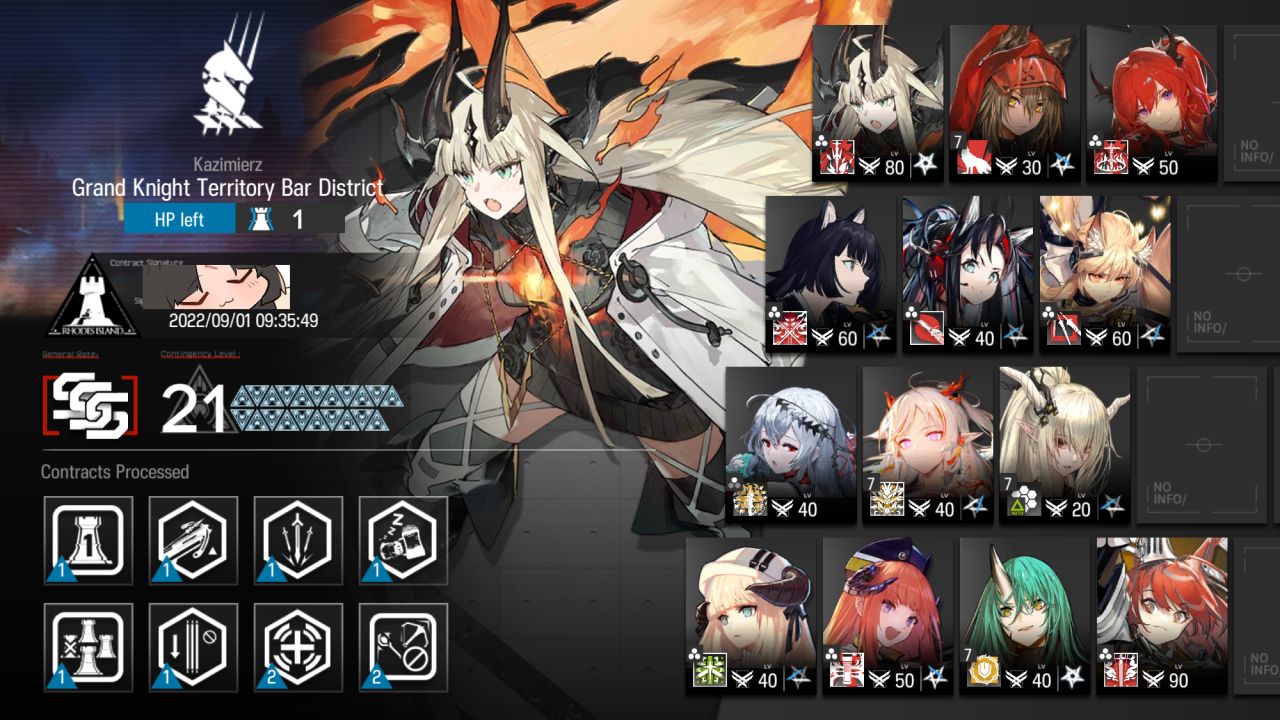 Kazimierz
Grand Knight Territory Bar District
HP left 1
Contract Signature
RHODES ISLAND
2022/09/01 09:35:49
General Rate:
Contingency Level :
21
Contracts Processed
1
1
1
Z
1
1
1
2
2
LV
80
7
LV
30
LV
50
NO
INFO/
LV
60
LV
40
LV
60
NO
INFO/
LV
40
7
LV
40
7
AUTO
LV
20
NO
INFO/
LV
40
LV
50
7
LV
40
LV
90
NO
INFO